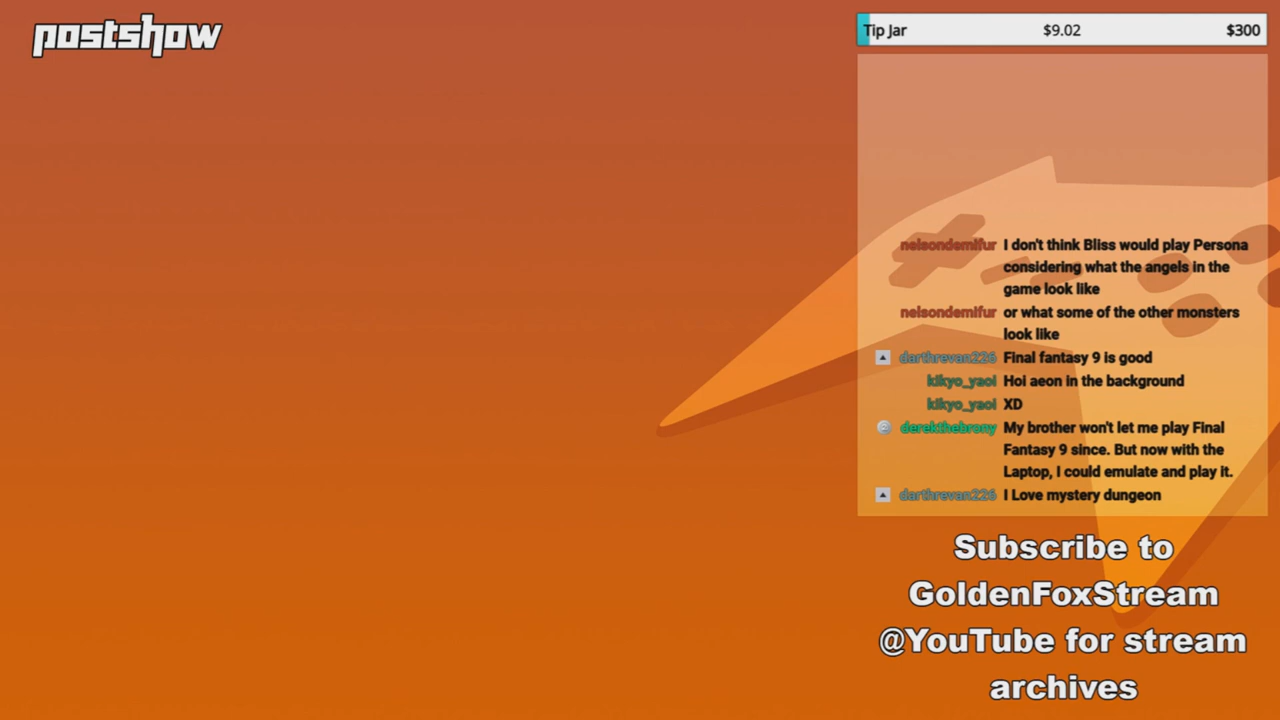 postshow
Tip Jar $9.02 $300
nelsondemifur I don't think Bliss would play Persona
considering what the angels in the
game look like
nelsondemifur or what some of the other monsters
look like
darthrevan226 Final fantasy 9 is good
kikyo_yaoi Hoi aeon in the background
kikyo_yaoi XD
derekthebrony My brother won't let me play Final
Fantasy 9 since. But now with the
Laptop, I could emulate and play it.
darthrevan226 I Love mystery dungeon
Subscribe to
GoldenFoxStream
@YouTube for stream
archives